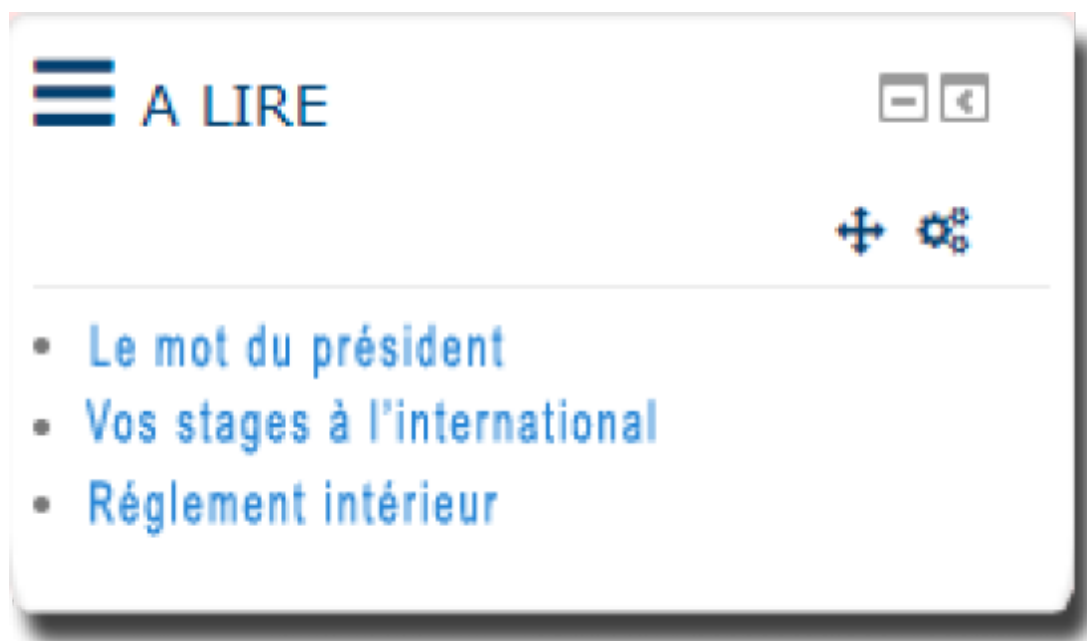 A LIRE
Le mot du président
Vos stages à l'international
Réglement intérieur